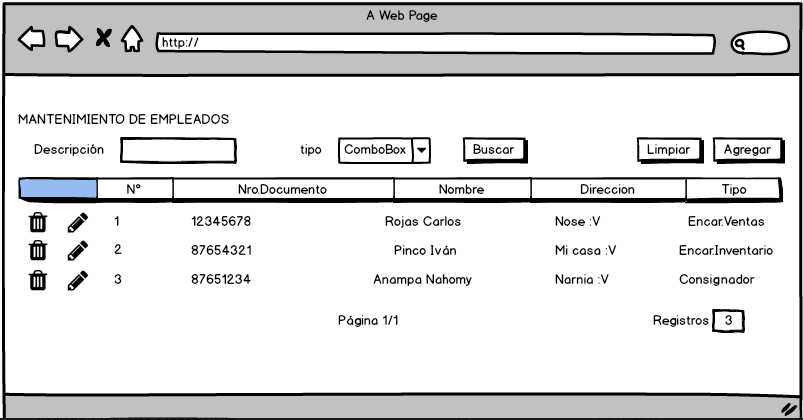 A Web Page
http://
MANTENIMIENTO DE EMPLEADOS
Descripción tipo ComboBox Buscar Limpiar Agregar
N° Nro.Documento Nombre Direccion Tipo
1 12345678 Rojas Carlos Nose :V Encar.Ventas
2 87654321 Pinco Iván Mi casa :V Encar.Inventario
3 87651234 Anampa Nahomy Narnia :V Consignador
Página 1/1 Registros 3